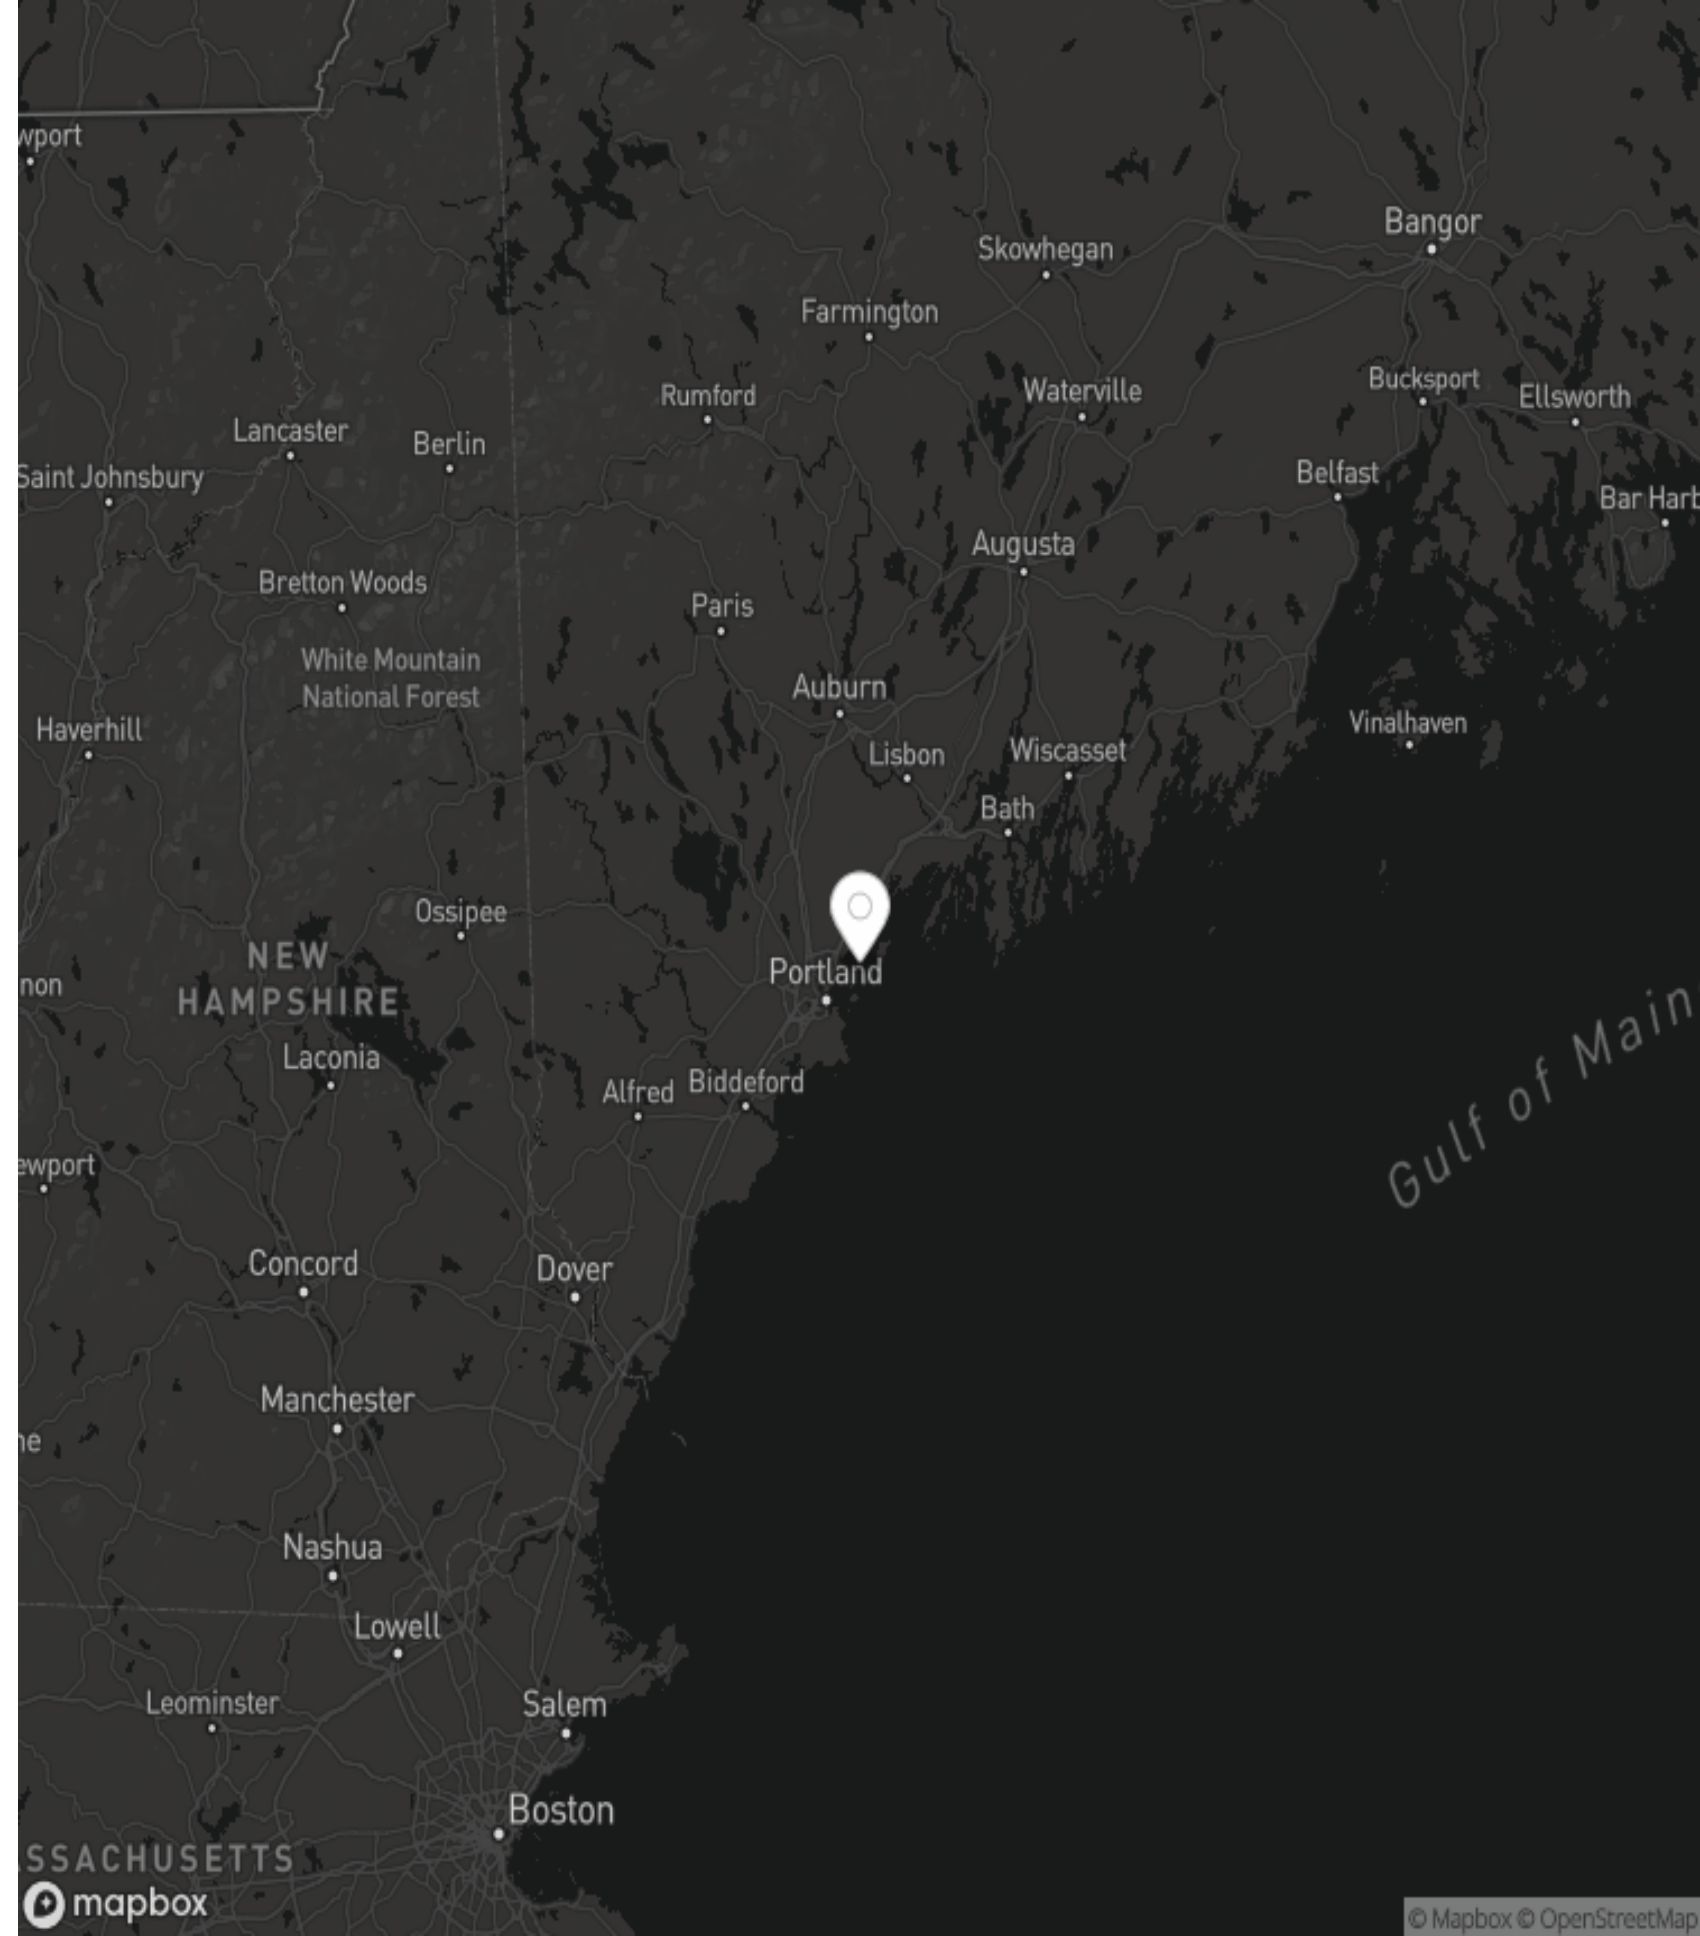 wport
Bangor
Skowhegan
Farmington
Bucksport
Waterville
Rumford
Ellsworth
Lancaster
Berlin
Belfast
Saint Johnsbury
Bar Harb
Augusta
Bretton Woods
Paris
White Mountain
National Forest
Auburn
Vinalhaven
Haverhill
Wiscasset
Lisbon
Bath
Ossipee
NEW
HAMPSHIRE
Portland
non
Gulf of Main
Laconia
Biddeford
Alfred
ewport
Concord
Dover
Manchester
ne
Nashua
Lowell
Leominster
Salem
Boston
SSACHUSETTS
mapbox
© Mapbox © OpenStreetMap